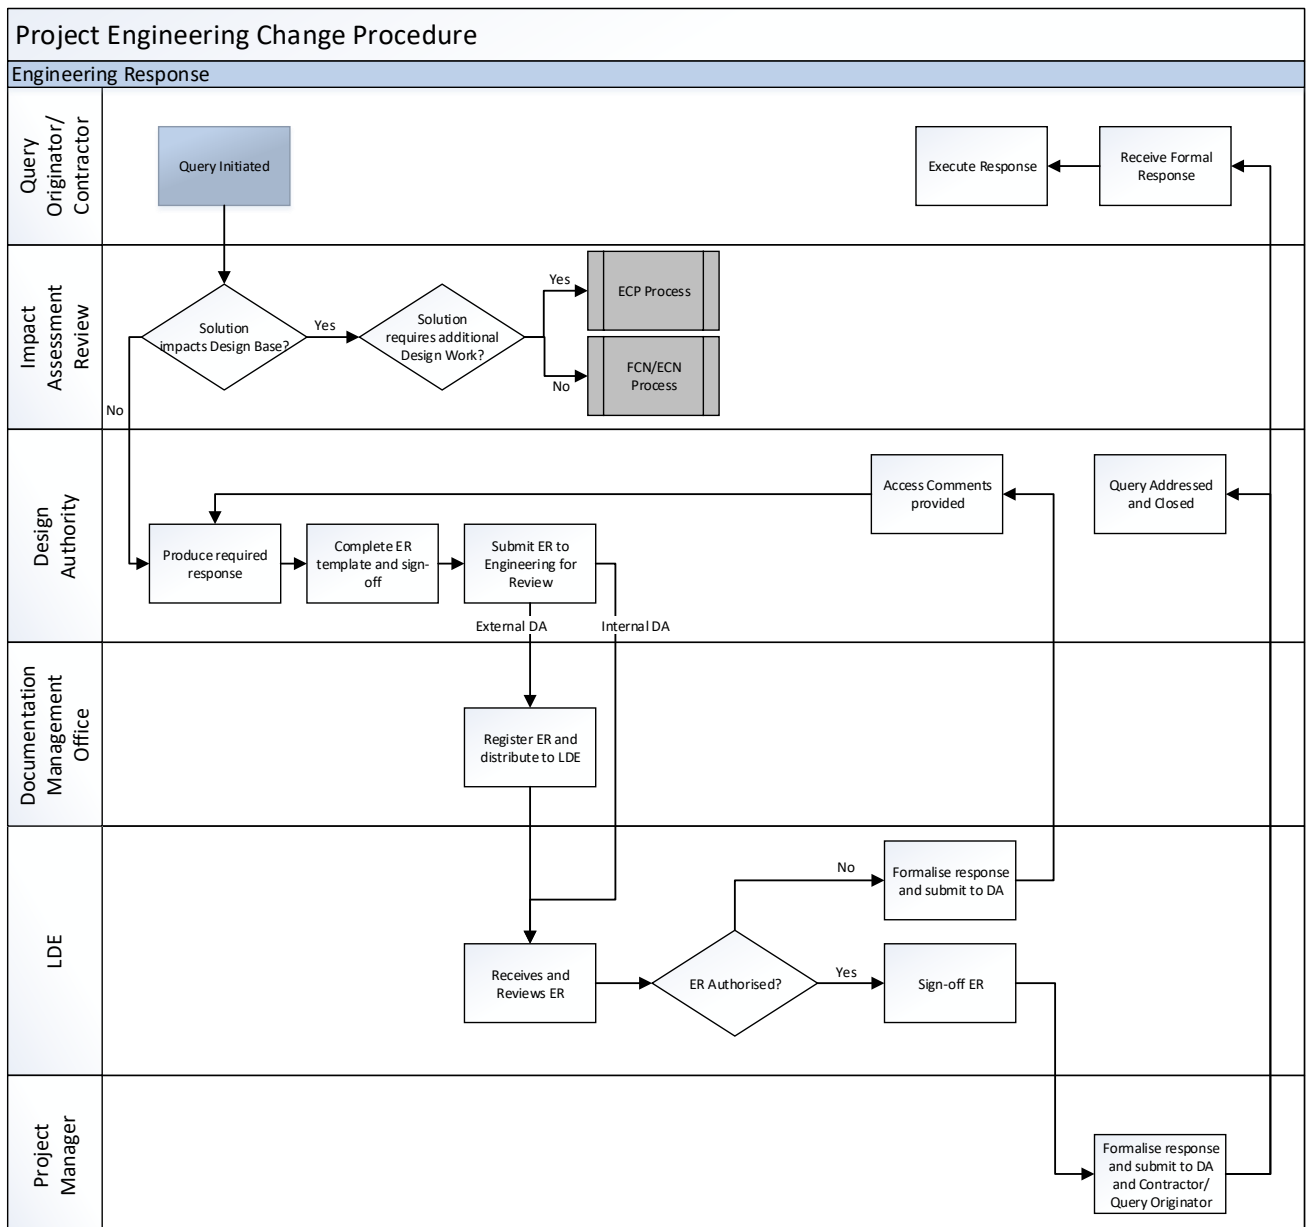 Project Engineering Change Procedure
Engineering Response
Query
Originator/
Contractor
Query Initiated
Execute Response
Receive Formal
Response
Impact
Assessment
Review
Solution
impacts Design Base?
Yes
Solution
requires additional
Design Work?
Yes
ECP Process
No
FCN/ECN
Process
No
Design
Authority
Access Comments
provided
Query Addressed
and Closed
Produce required
response
Complete ER
template and sign-
off
Submit ER to
Engineering for
Review
External DA
Internal DA
Documentation
Management
Office
Register ER and
distribute to LDE
LDE
No
Formalise response
and submit to DA
Receives and
Reviews ER
ER Authorised?
Yes
Sign-off ER
Project
Manager
Formalise response
and submit to DA
and Contractor/
Query Originator